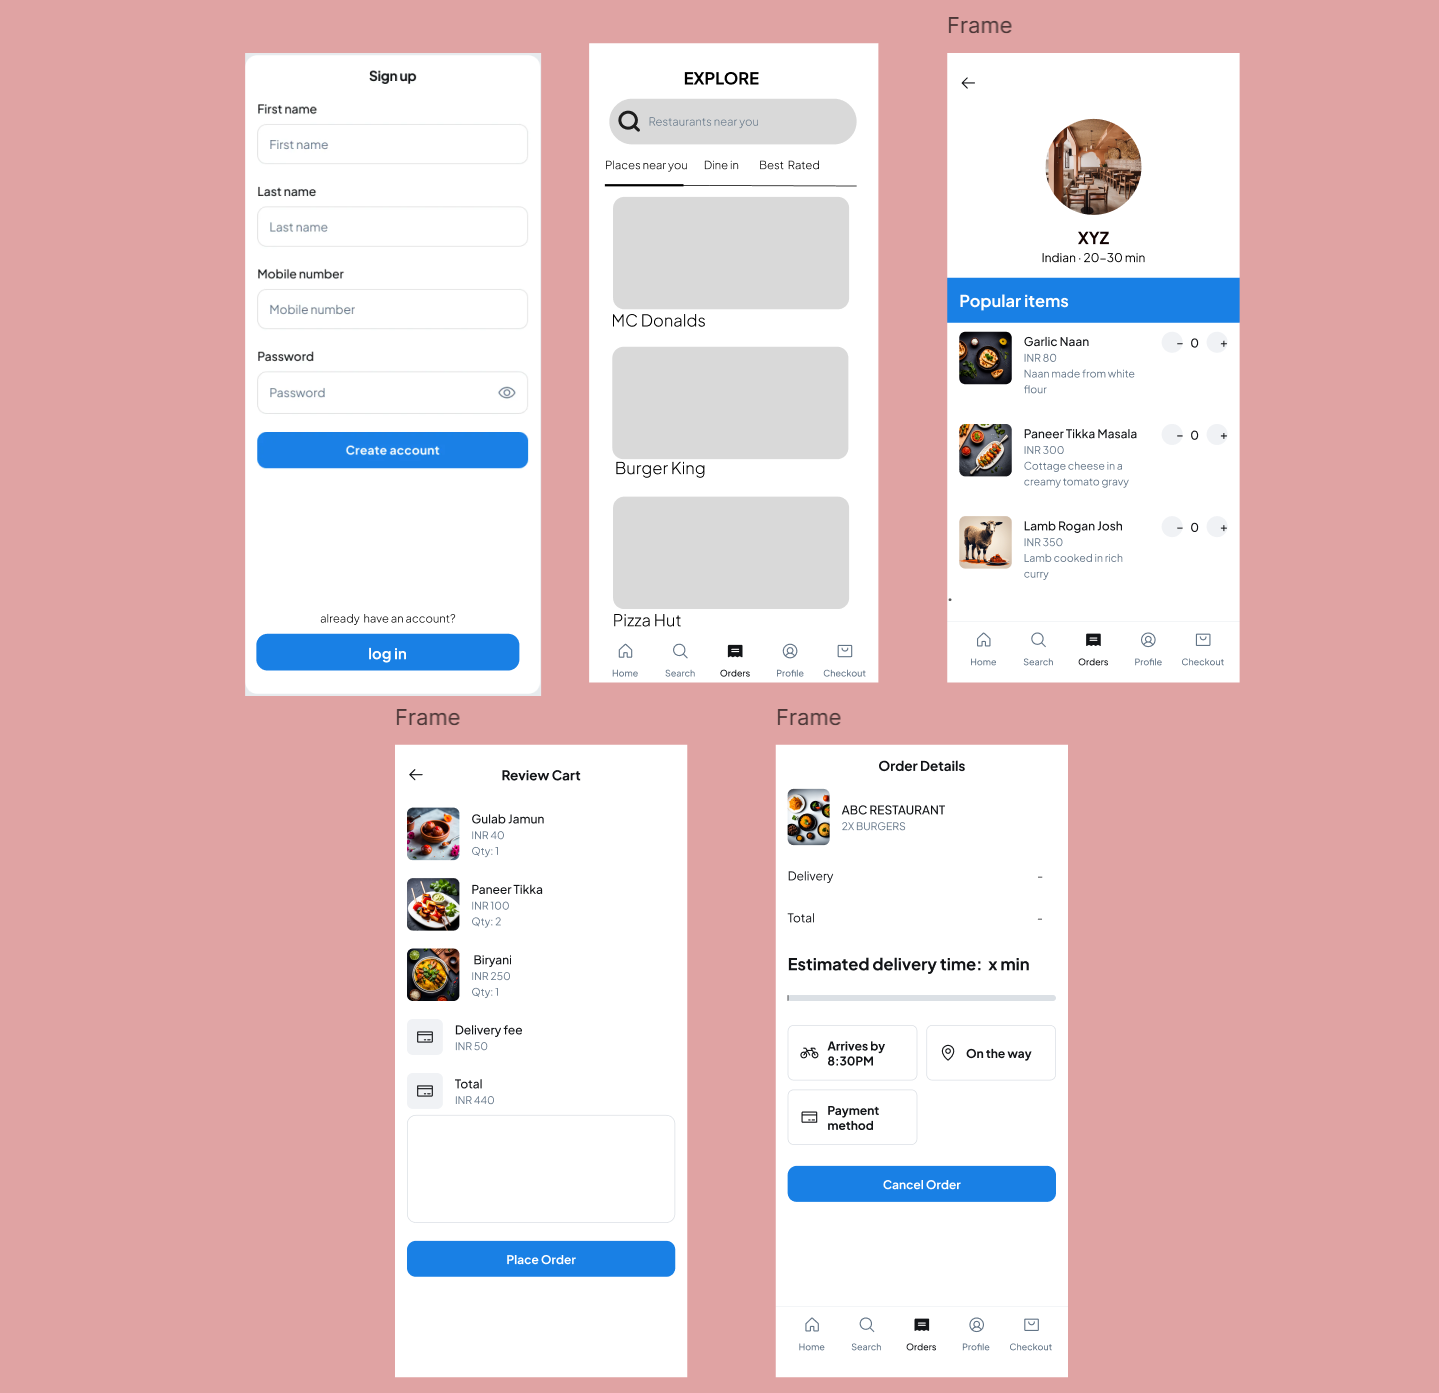 Sign up
First name
First name
Last name
Last name
Mobile number
Mobile number
Password
Password
Create account
already have an account?
log in
EXPLORE
Restaurants near you
Places near you Dine in Best Rated
MC Donalds
Burger King
Pizza Hut
Home Search Orders Profile Checkout
Frame
XYZ
Indian · 20-30 min
Popular items
Garlic Naan
INR 80
Naan made from white
flour
- 0 +
Paneer Tikka Masala
INR 300
Cottage cheese in a
creamy tomato gravy
- 0 +
Lamb Rogan Josh
INR 350
Lamb cooked in rich
curry
- 0 +
Home Search Orders Profile Checkout
Frame
Review Cart
Gulab Jamun
INR 40
Qty: 1
Paneer Tikka
INR 100
Qty: 2
Biryani
INR 250
Qty: 1
Delivery fee
INR 50
Total
INR 440
Place Order
Frame
Order Details
ABC RESTAURANT
2X BURGERS
Delivery -
Total -
Estimated delivery time: x min
Arrives by
8:30PM
On the way
Payment
method
Cancel Order
Home Search Orders Profile Checkout